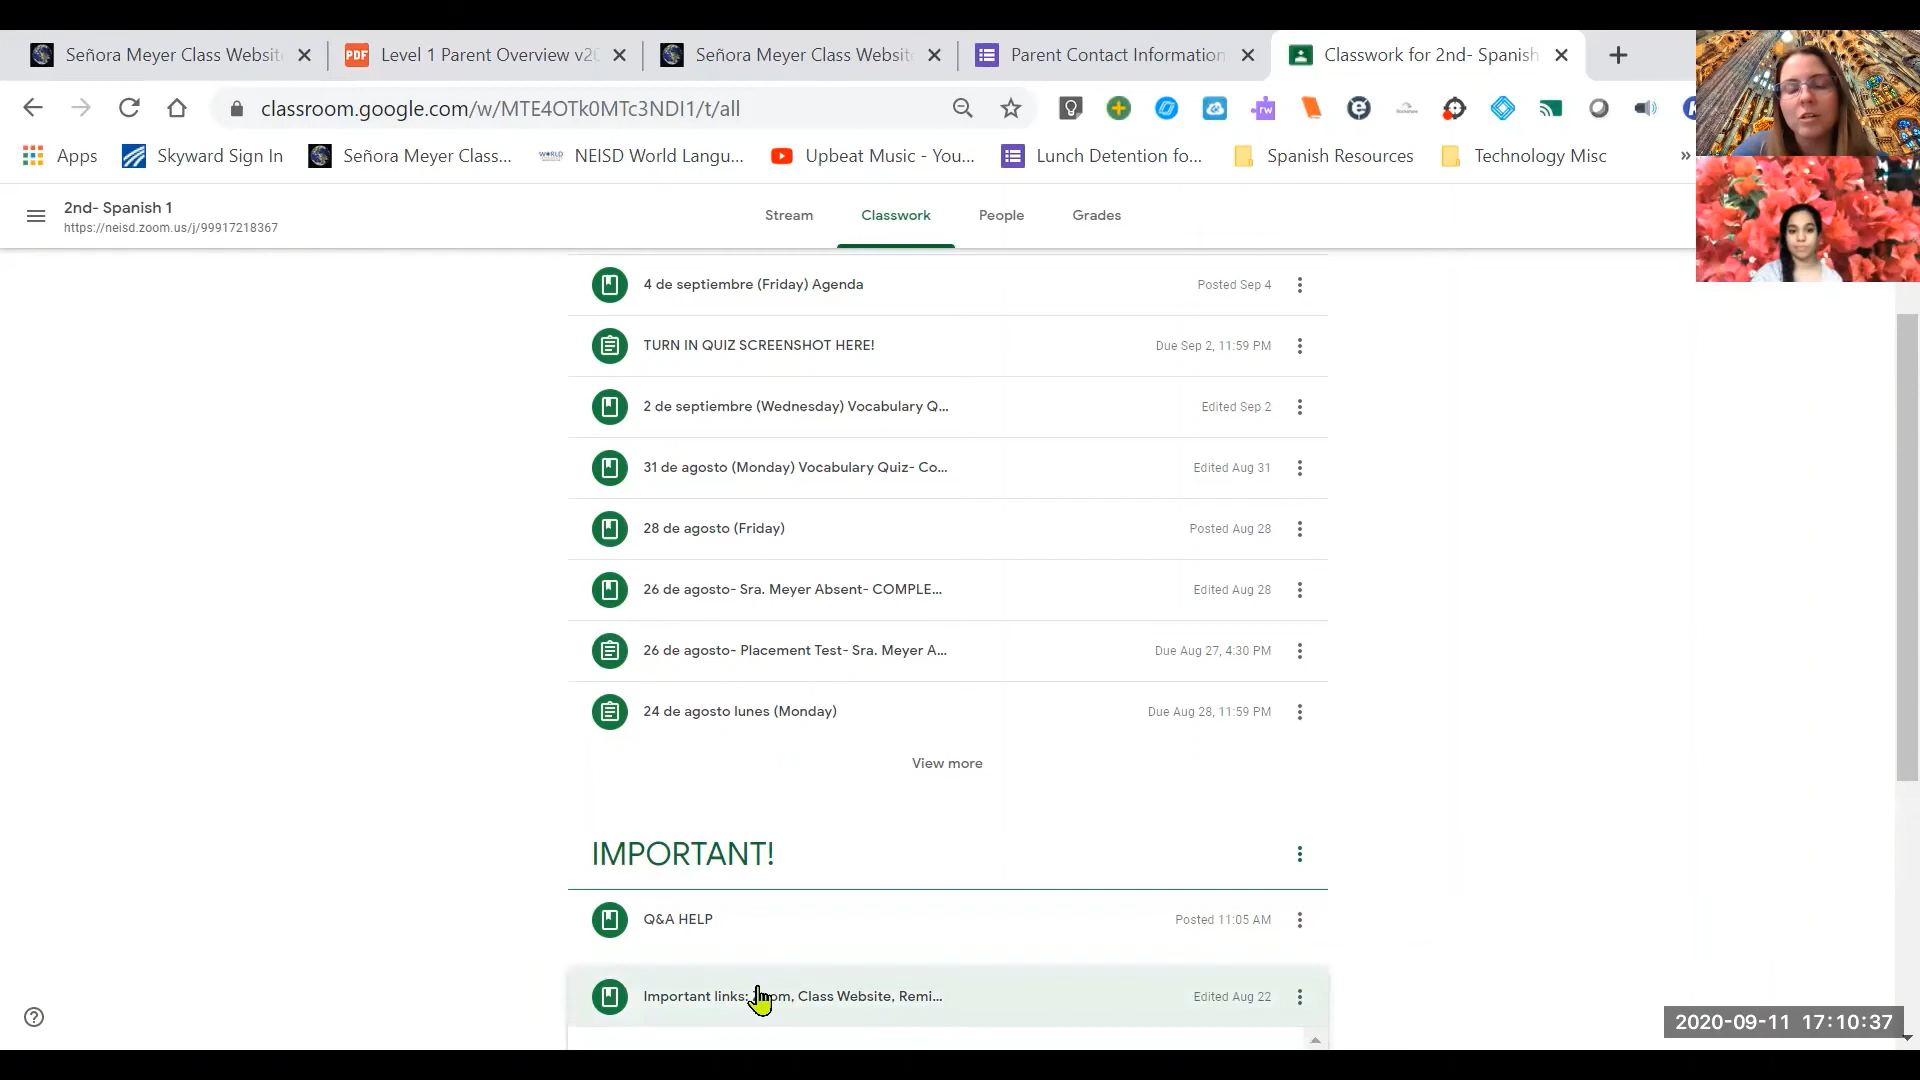 Señora Meyer Class Websit
Level 1 Parent Overview v20
Señora Meyer Class Website
Parent Contact Information
Classwork for 2nd- Spanish
classroom.google.com/w/MTE4OTk0MTc3NDI1/t/all
Apps
Skyward Sign In
Señora Meyer Class...
NEISD World Langu...
Upbeat Music - You...
Lunch Detention fo...
Spanish Resources
Technology Misc
»
2nd- Spanish 1
https://neisd.zoom.us/j/99917218367
Stream
Classwork
People
Grades
4 de septiembre (Friday) Agenda
Posted Sep 4
TURN IN QUIZ SCREENSHOT HERE!
Due Sep 2, 11:59 PM
2 de septiembre (Wednesday) Vocabulary Q...
Edited Sep 2
31 de agosto (Monday) Vocabulary Quiz- Co...
Edited Aug 31
28 de agosto (Friday)
Posted Aug 28
26 de agosto- Sra. Meyer Absent- COMPLE...
Edited Aug 28
26 de agosto- Placement Test- Sra. Meyer A...
Due Aug 27, 4:30 PM
24 de agosto lunes (Monday)
Due Aug 28, 11:59 PM
View more
IMPORTANT!
Q&A HELP
Posted 11:05 AM
Important links: Class Website, Remi...
Edited Aug 22
2020-09-11 17:10:37